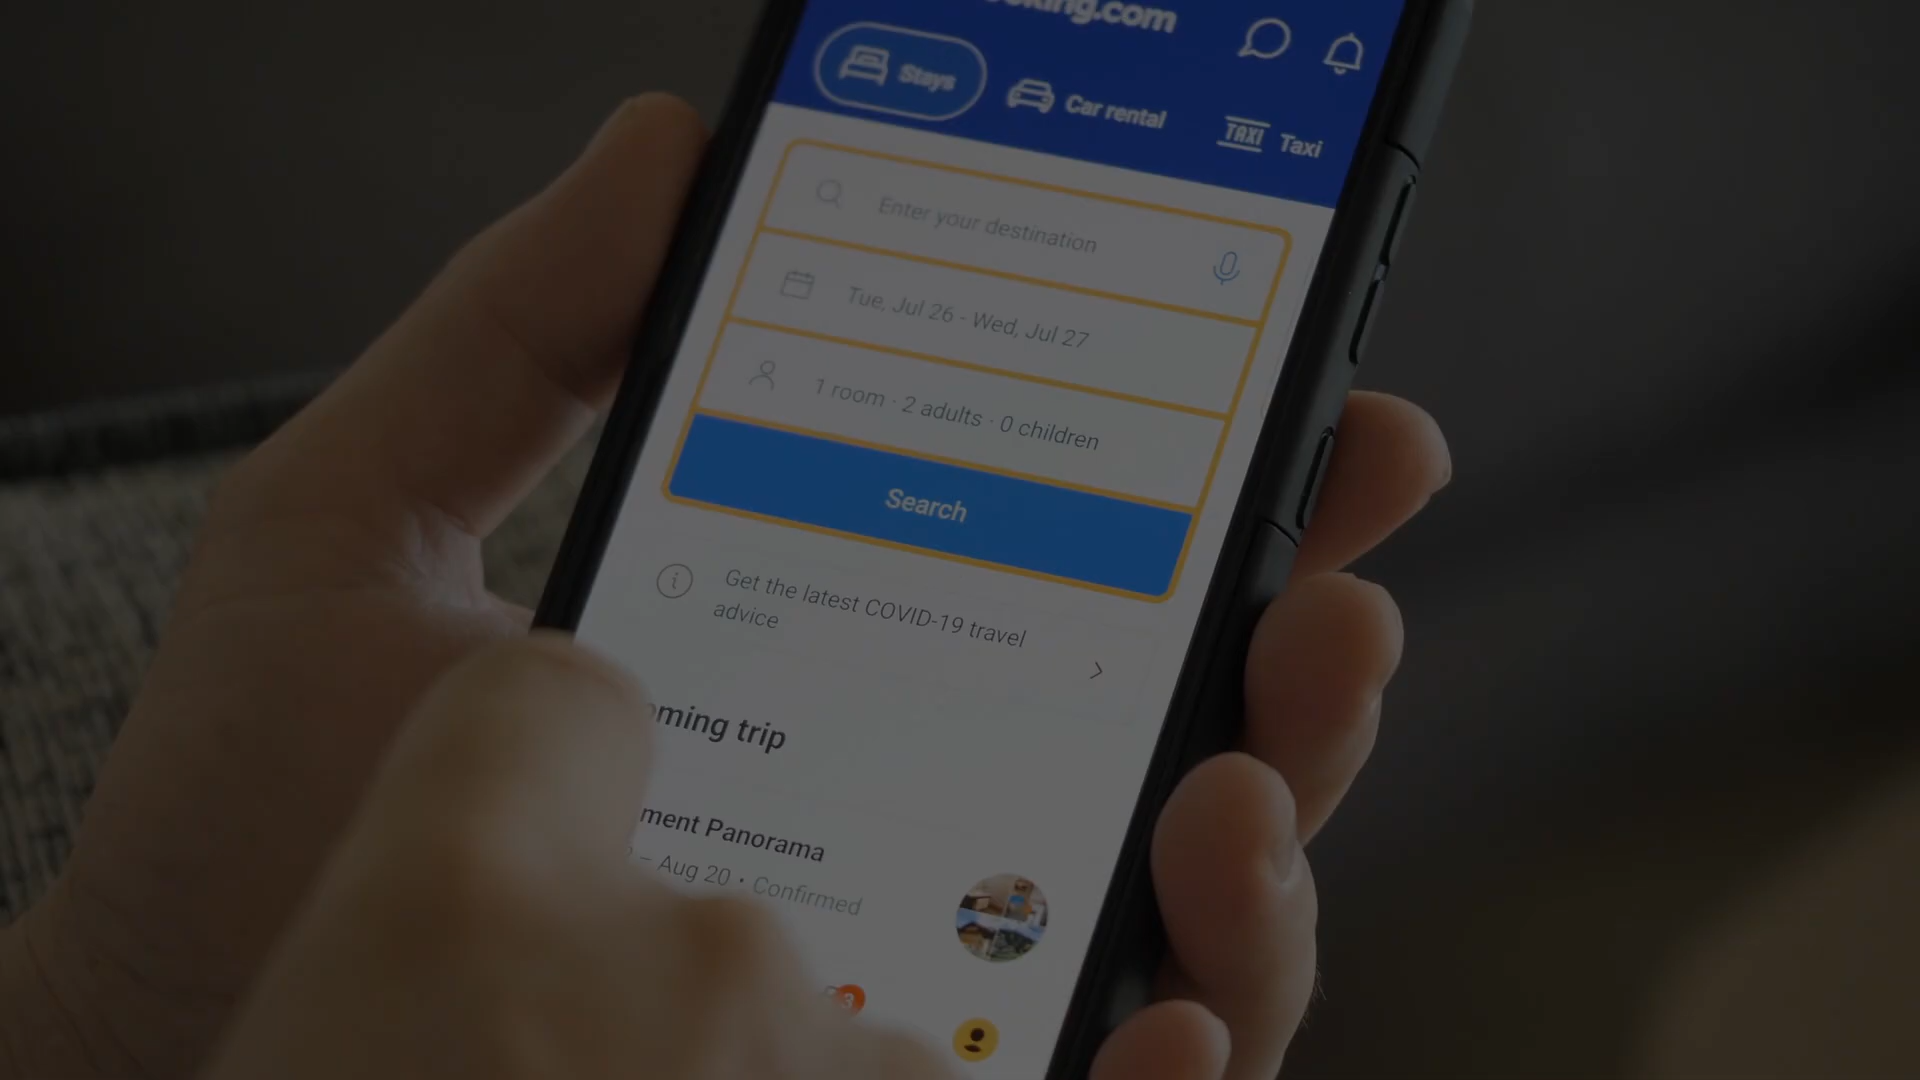 oking.com
Stays
Car rental
TAXI Taxi
Enter your destination
Tue, Jul 26 - Wed, Jul 27
1 room · 2 adults · 0 children
Search
Get the latest COVID-19 travel
advice
oming trip
ment Panorama
– Aug 20 • Confirmed
3